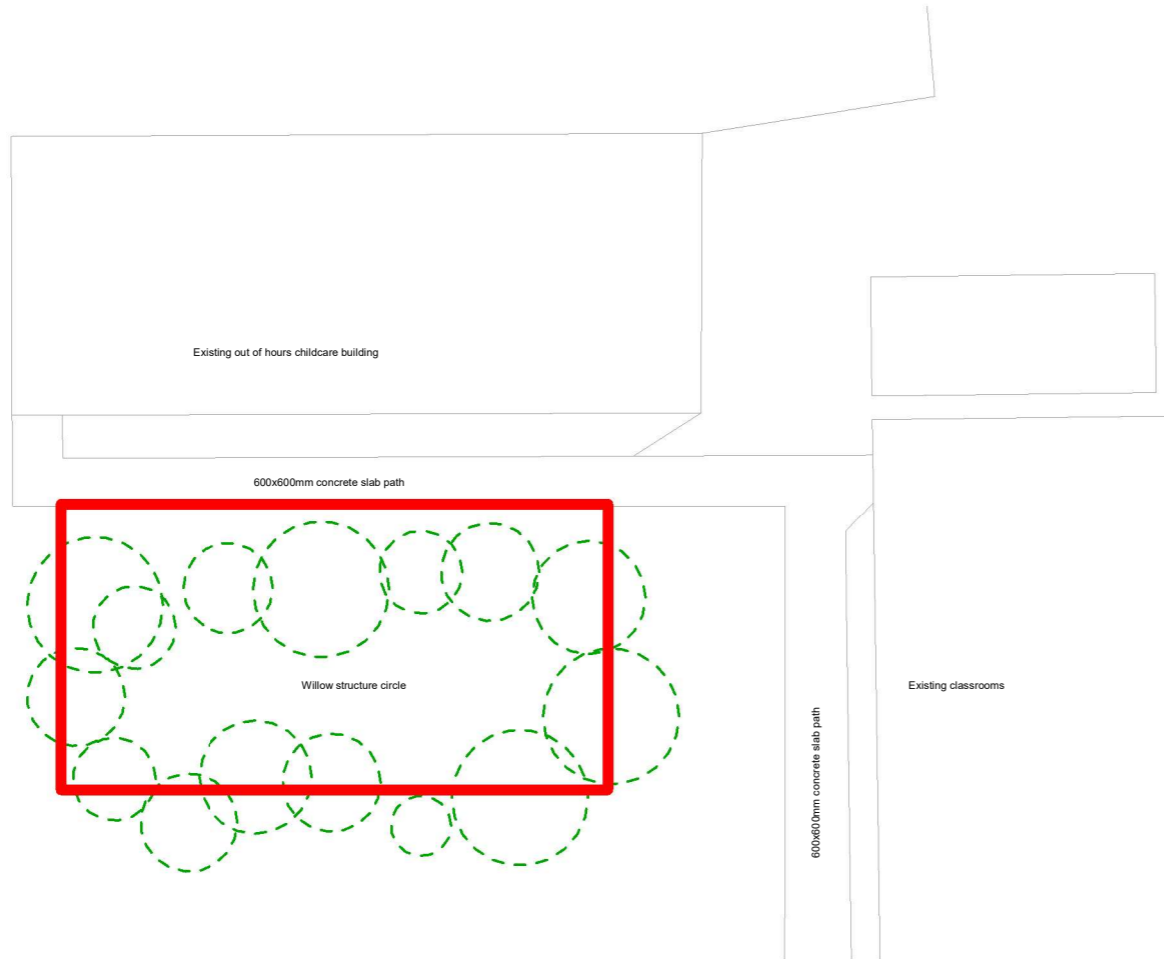 Existing out of hours childcare building
600x600mm concrete slab path
Willow structure circle
Existing classrooms
600x600mm concrete slab path